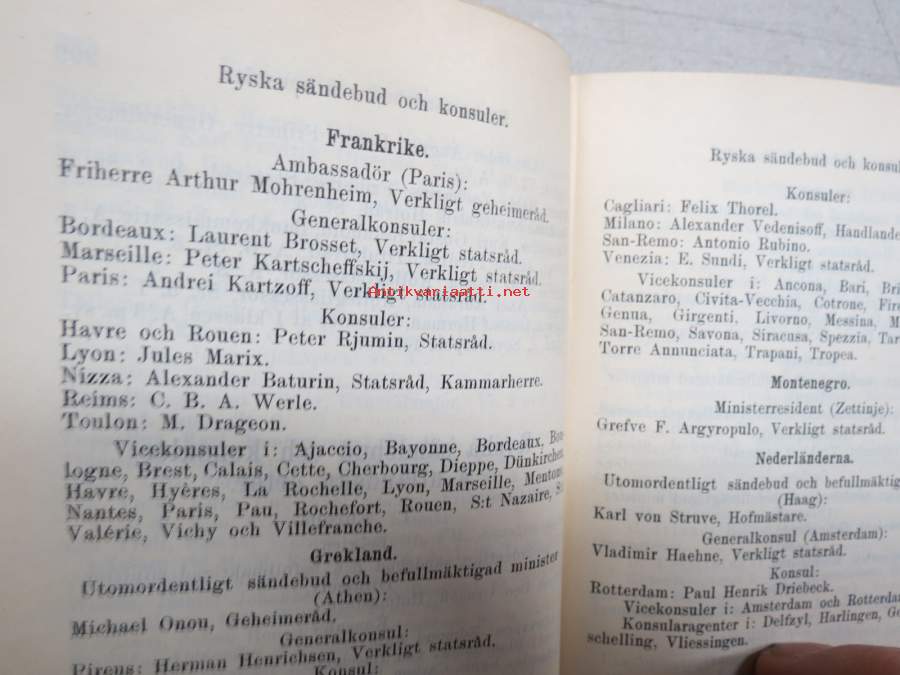 Ryska sändebud och konsuler.
Frankrike.
Ambassadör (Paris):
Friherre Arthur Mohrenheim, Verkligt geheimeråd.
Generalkonsuler:
Bordeaux: Laurent Brosset, Verkligt statsråd.
Marseille: Peter Kartscheffskij, Verkligt statsråd.
Paris: Andrei Kartzoff, Verkligt statsråd.
Antikvariaatti.net
Konsuler:
Havre och Rouen: Peter Rjumin, Statsråd.
Lyon: Jules Marix.
Nizza: Alexander Baturin, Statsråd, Kammarherre.
Reims: C. B. A. Werle.
Toulon: M. Drageon.
Vicekonsuler i: Ajaccio, Bayonne, Bordeaux,
logne, Brest, Calais, Cette, Cherbourg, Dieppe, Dünkirchen,
Havre, Hyéres, La Rochelle, Lyon, Marseille, Mentone,
Nantes, Paris, Pau, Rochefort, Rouen, S:t Nazaire,
Valérie, Vichy och Villefranche.
Grekland.
Utomordentligt sändebud och befullmäktigad minister
(Athen):
Michael Onou, Geheimeråd.
Generalkonsul:
Pireus: Herman Henrichsen, Verkligt statsråd.
Konsul:
Ryska sändebud och
Konsuler:
Cagliari: Felix Thorel.
Milano: Alexander Vedenisoff,
San-Remo: Antonio Rubino.
Venezia: E. Sundi, Verkligt statsråd.
Vicekonsuler i: Ancona, Bari,
Catanzaro, Civita-Vecchia, Cotrone,
Genua, Girgenti, Livorno, Messina,
San-Remo, Savona, Siracusa, Spezzia,
Torre Annunciata, Trapani, Tropea.
Montenegro.
Ministerresident (Zettinje):
Grefve F. Argyropulo, Verkligt statsråd.
Nederländerna.
Utomordentligt sändebud och
(Haag):
Karl von Struve, Hofmästare.
Generalkonsul (Amsterdam):
Vladimir Haehne, Verkligt statsråd.
Konsul:
Rotterdam: Paul Henrik Driebeck.
Vicekonsuler i: Amsterdam och
Konsularagenter i: Delfzyl, Harlingen,
schelling, Vliessingen.